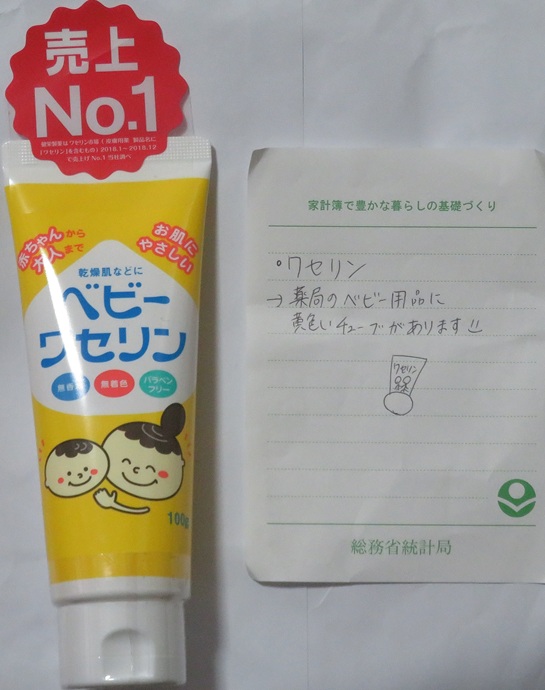 売上
No.1
赤ちゃんから
大人まで
お肌に
やさしい
乾燥肌などに
ベビー
ワセリン
無香料
無着色
パラベン
フリー
100g
家計簿で豊かな暮らしの基礎づくり
ワセリン
→ 薬局のベビー用品に
黄色いチューブがあります
ワセリン
総務省統計局